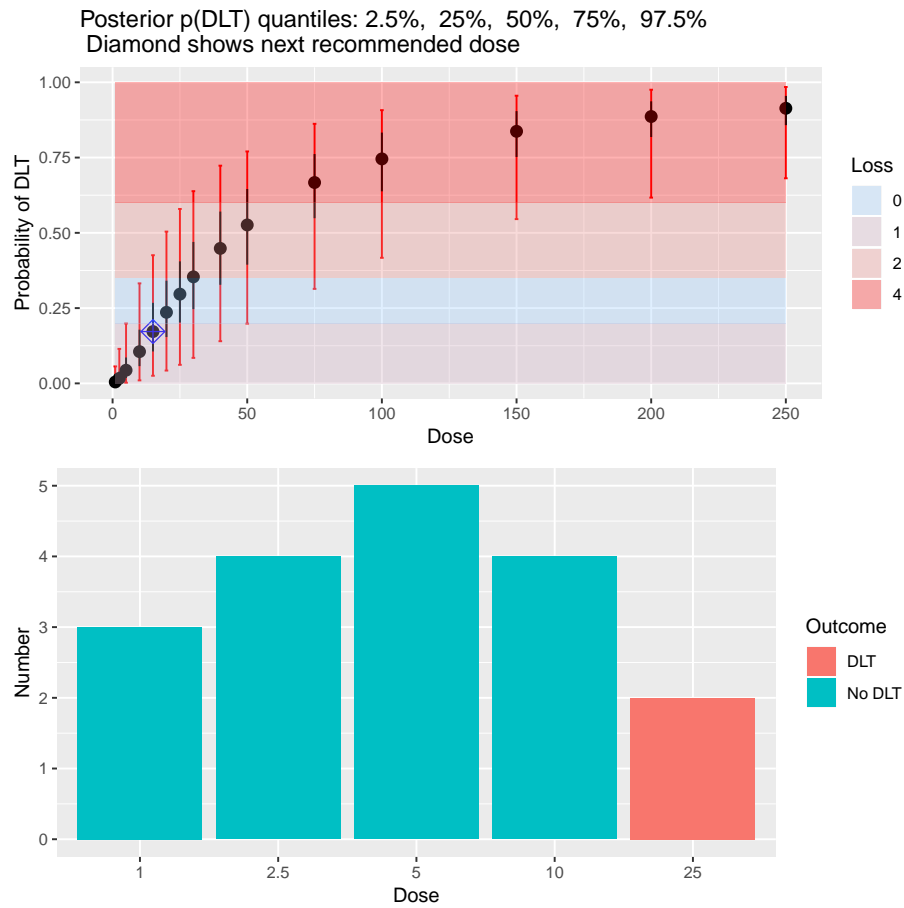 Posterior p(DLT) quantiles: 2.5%, 25%, 50%, 75%, 97.5%
Diamond shows next recommended dose
1.00
0.75
0.50
0.25
0.00
Probability of DLT
0 50 100 150 200 250
Dose
Loss
0
1
2
4
5
4
3
2
1
0
Number
1 2.5 5 10 25
Dose
Outcome
DLT
No DLT